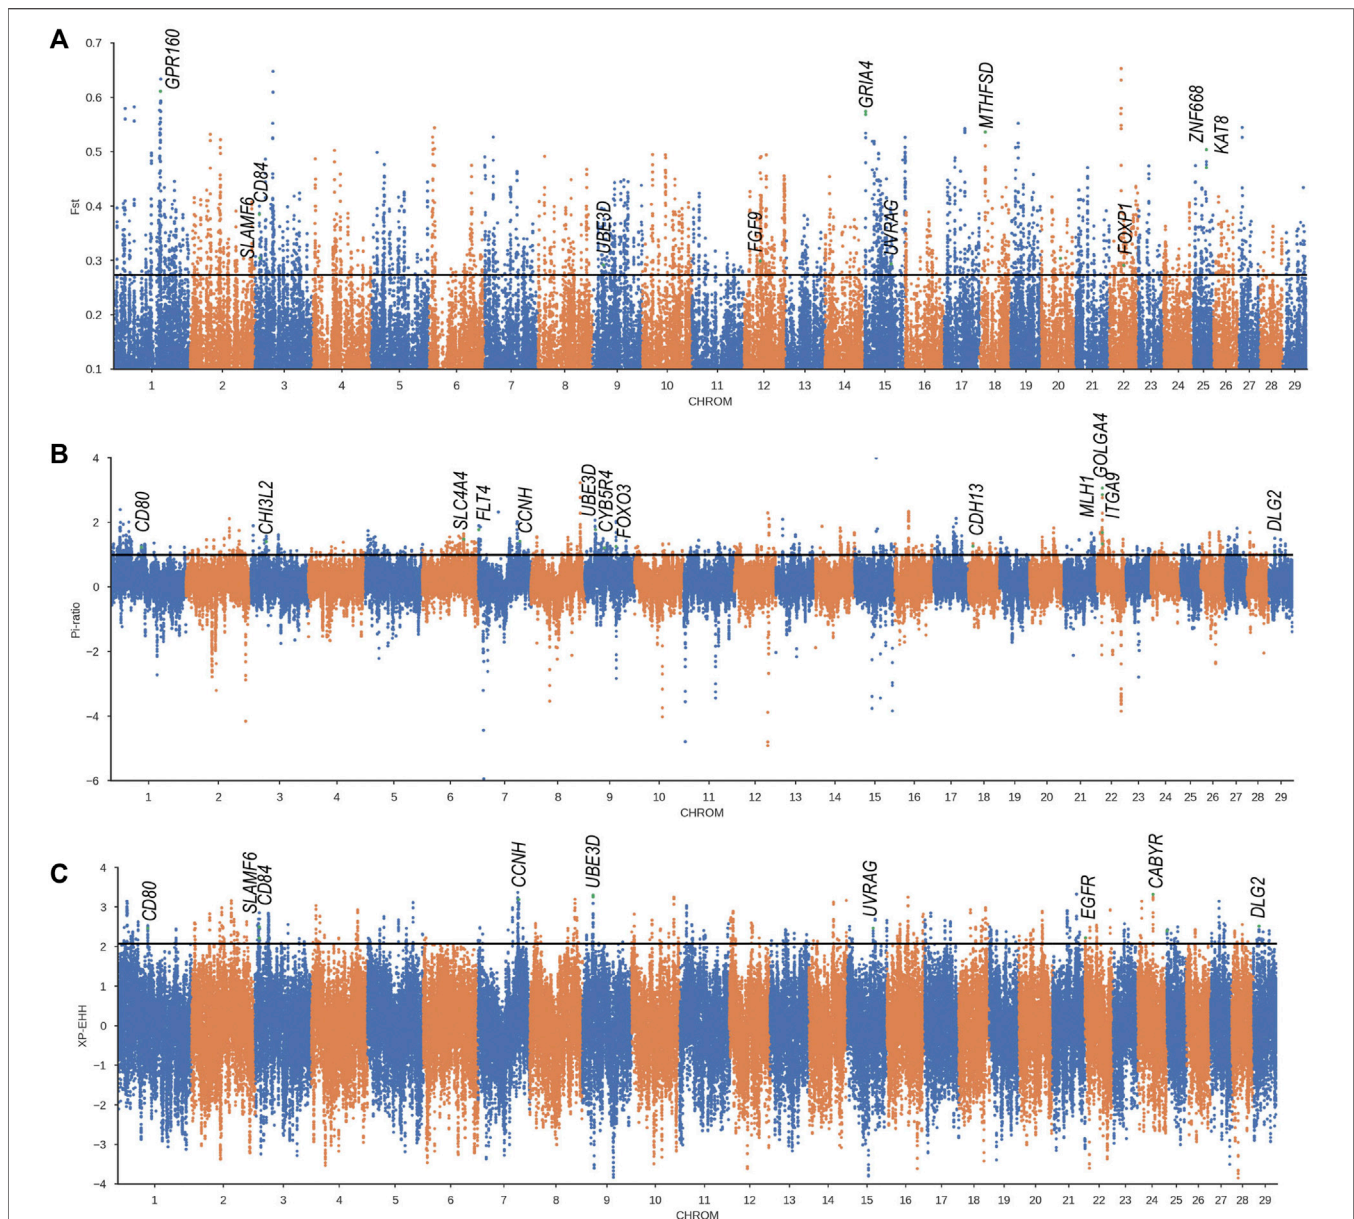 A
0.7
0.6
0.5
0.4
0.3
0.2
0.1
Fst
GPR160
SLAMF6
CD84
UBE3D
FGF9
GRIA4
UVRAG
MTHFSD
FOXP1
ZNF668
KAT8
1 2 3 4 5 6 7 8 9 10 11 12 13 14 15 16 17 18 19 20 21 22 23 24 25 26 27 28 29
CHROM
B
4
2
0
−2
−4
−6
Pi-ratio
CD80
CHI3L2
SLC4A4
FLT4
CCNH
UBE3D
CYB5R4
FOXO3
CDH13
MLH1
GOLGA4
ITGA9
DLG2
1 2 3 4 5 6 7 8 9 10 11 12 13 14 15 16 17 18 19 20 21 22 23 24 25 26 27 28 29
CHROM
C
4
3
2
1
0
−1
−2
−3
−4
XP-EHH
CD80
SLAMF6
CD84
CCNH
UBE3D
UVRAG
EGFR
CABYR
DLG2
1 2 3 4 5 6 7 8 9 10 11 12 13 14 15 16 17 18 19 20 21 22 23 24 25 26 27 28 29
CHROM